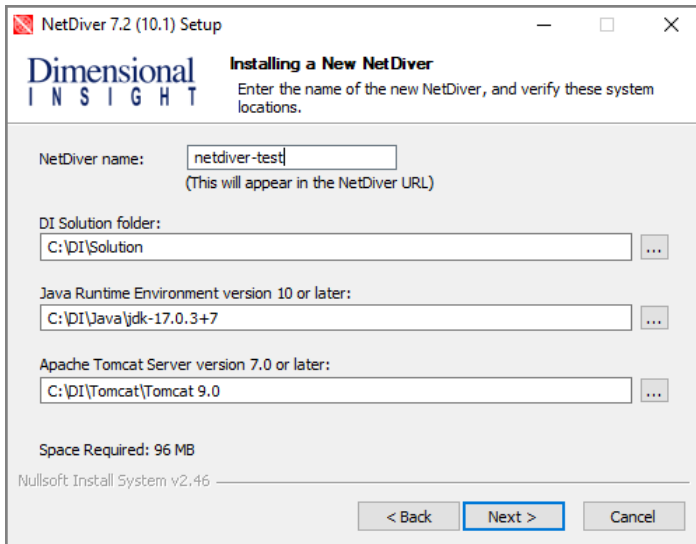 NetDiver 7.2 (10.1) Setup
Dimensional
INSIGHT
Installing a New NetDiver
Enter the name of the new NetDiver, and verify these system
locations.
NetDiver name:
netdiver-test
(This will appear in the NetDiver URL)
DI Solution folder:
C:\DI\Solution
...
Java Runtime Environment version 10 or later:
C:\DI\Java\jdk-17.0.3+7
...
Apache Tomcat Server version 7.0 or later:
C:\DI\Tomcat\Tomcat 9.0
...
Space Required: 96 MB
Nullsoft Install System v2.46
< Back
Next >
Cancel